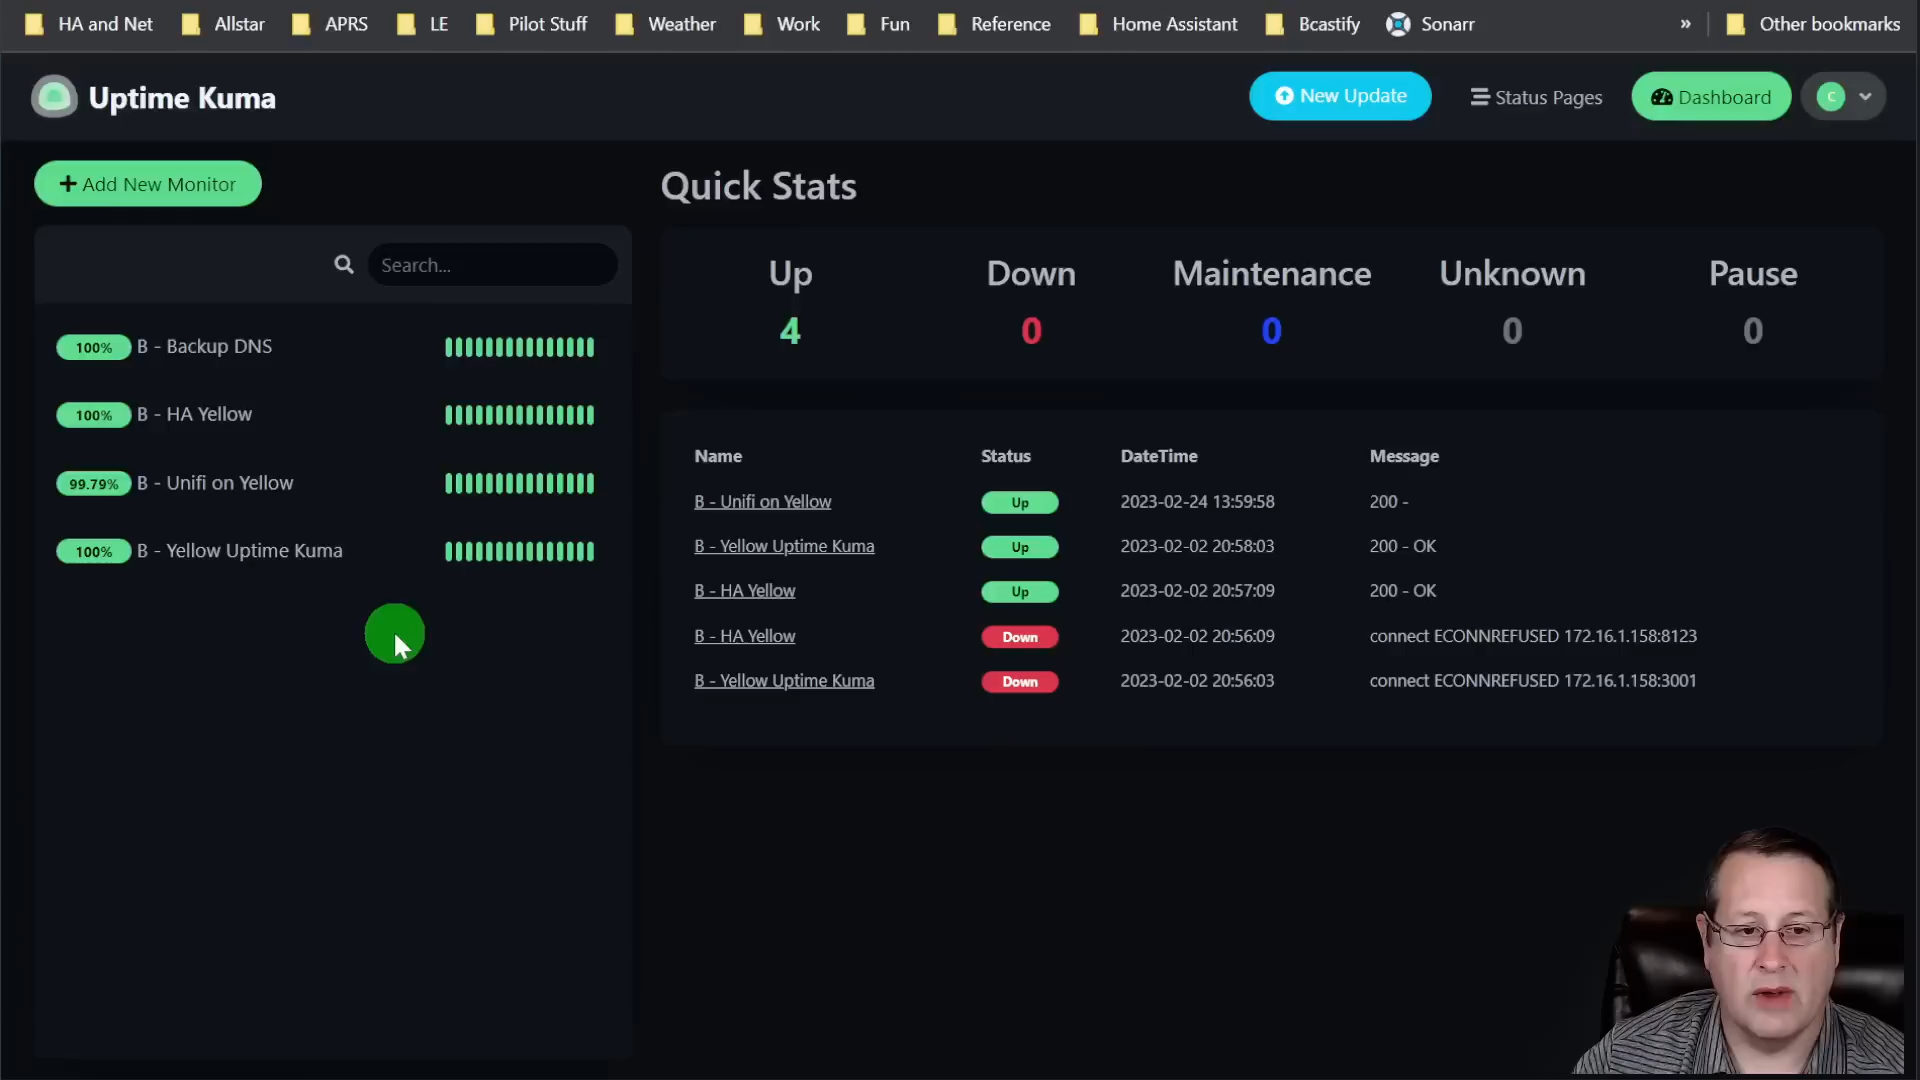 HA and Net Allstar APRS LE Pilot Stuff Weather Work Fun Reference Home Assistant Bcastify Sonarr » Other bookmarks
Uptime Kuma New Update Status Pages Dashboard C
+ Add New Monitor
Search...
100% B - Backup DNS
100% B - HA Yellow
99.79% B - Unifi on Yellow
100% B - Yellow Uptime Kuma
Quick Stats
Up Down Maintenance Unknown Pause
4 0 0 0 0
Name Status DateTime Message
B - Unifi on Yellow Up 2023-02-24 13:59:58 200 -
B - Yellow Uptime Kuma Up 2023-02-02 20:58:03 200 - OK
B - HA Yellow Up 2023-02-02 20:57:09 200 - OK
B - HA Yellow Down 2023-02-02 20:56:09 connect ECONNREFUSED 172.16.1.158:8123
B - Yellow Uptime Kuma Down 2023-02-02 20:56:03 connect ECONNREFUSED 172.16.1.158:3001